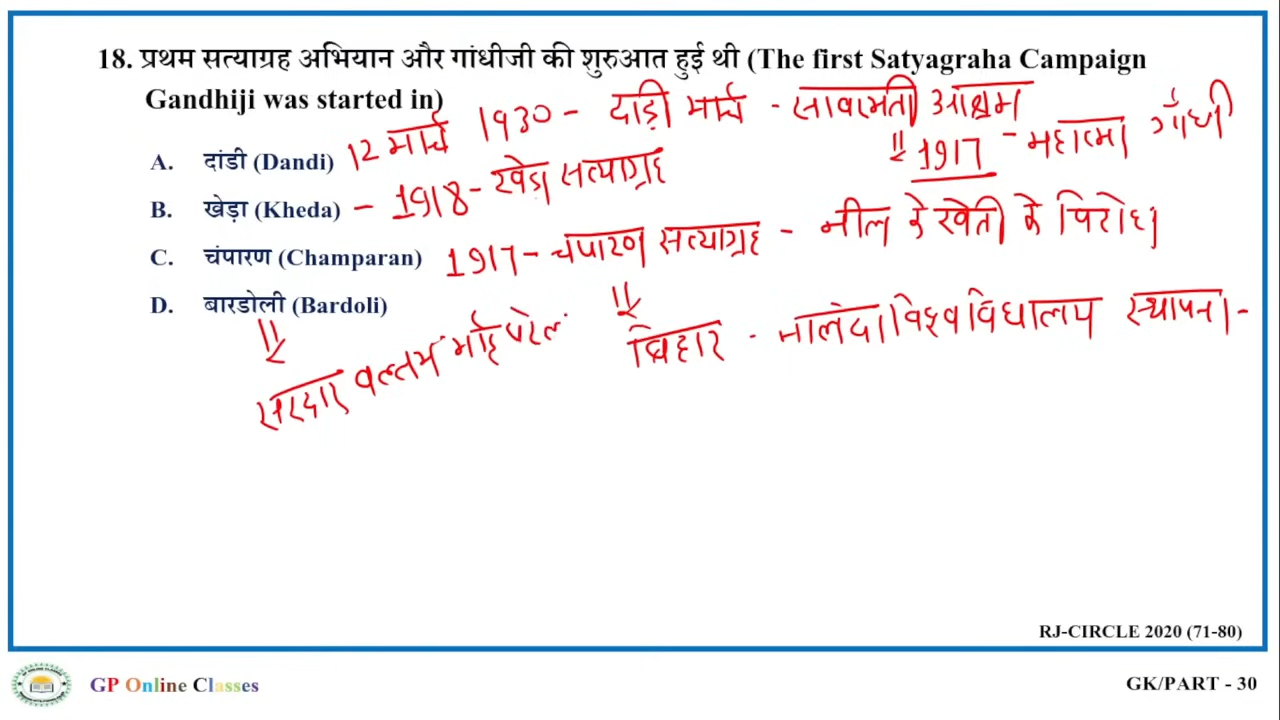 18. प्रथम सत्याग्रह अभियान और गांधीजी की शुरुआत हुई थी (The first Satyagraha Campaign
Gandhiji was started in)
A. दांडी (Dandi) 12 मार्च 1930 - दाड़ी मार्च - साबरमती आश्रम
1917 - महात्मा गाँधी
B. खेड़ा (Kheda) - 1918 - खेड़ा सत्याग्रह
C. चंपारण (Champaran) 1917 - चंपारण सत्याग्रह - नील के खेती के विरोध
D. बारडोली (Bardoli)
बिहार - नालंदा विश्वविद्यालय स्थापना -
सरदार वल्लभ भाई पटेल
RJ-CIRCLE 2020 (71-80)
GP Online Classes
GK/PART - 30